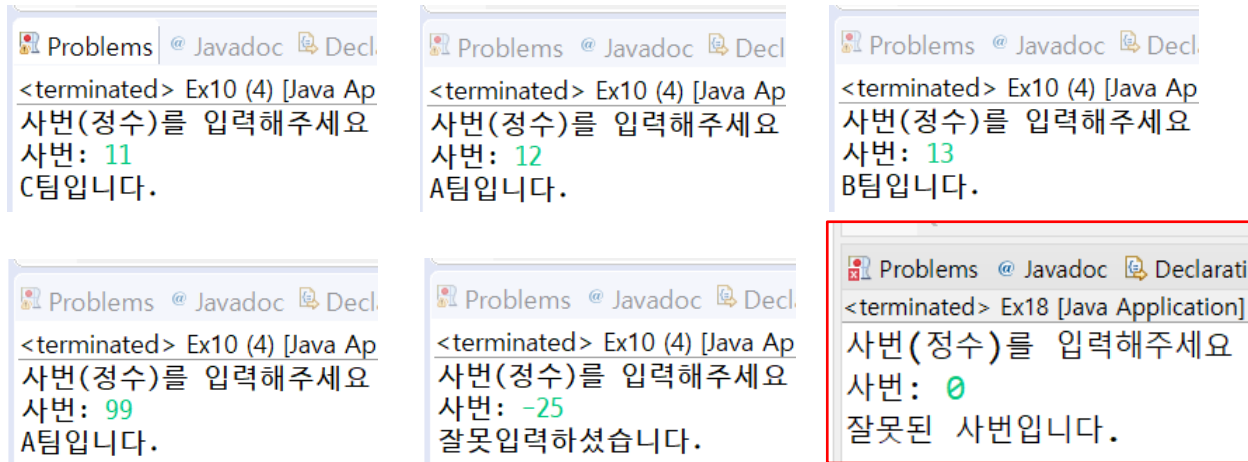 Problems @ Javadoc Decl
<terminated> Ex10 (4) [Java Ap
사번(정수)를 입력해주세요
사번: 11
C팀입니다.
Problems @ Javadoc Decl
<terminated> Ex10 (4) [Java Ap
사번(정수)를 입력해주세요
사번: 12
A팀입니다.
Problems @ Javadoc Decl
<terminated> Ex10 (4) [Java Ap
사번(정수)를 입력해주세요
사번: 13
B팀입니다.
Problems @ Javadoc Decl
<terminated> Ex10 (4) [Java Ap
사번(정수)를 입력해주세요
사번: 99
A팀입니다.
Problems @ Javadoc Decl
<terminated> Ex10 (4) [Java Ap
사번(정수)를 입력해주세요
사번: -25
잘못입력하셨습니다.
Problems @ Javadoc Declarati
<terminated> Ex18 [Java Application]
사번(정수)를 입력해주세요
사번: 0
잘못된 사번입니다.